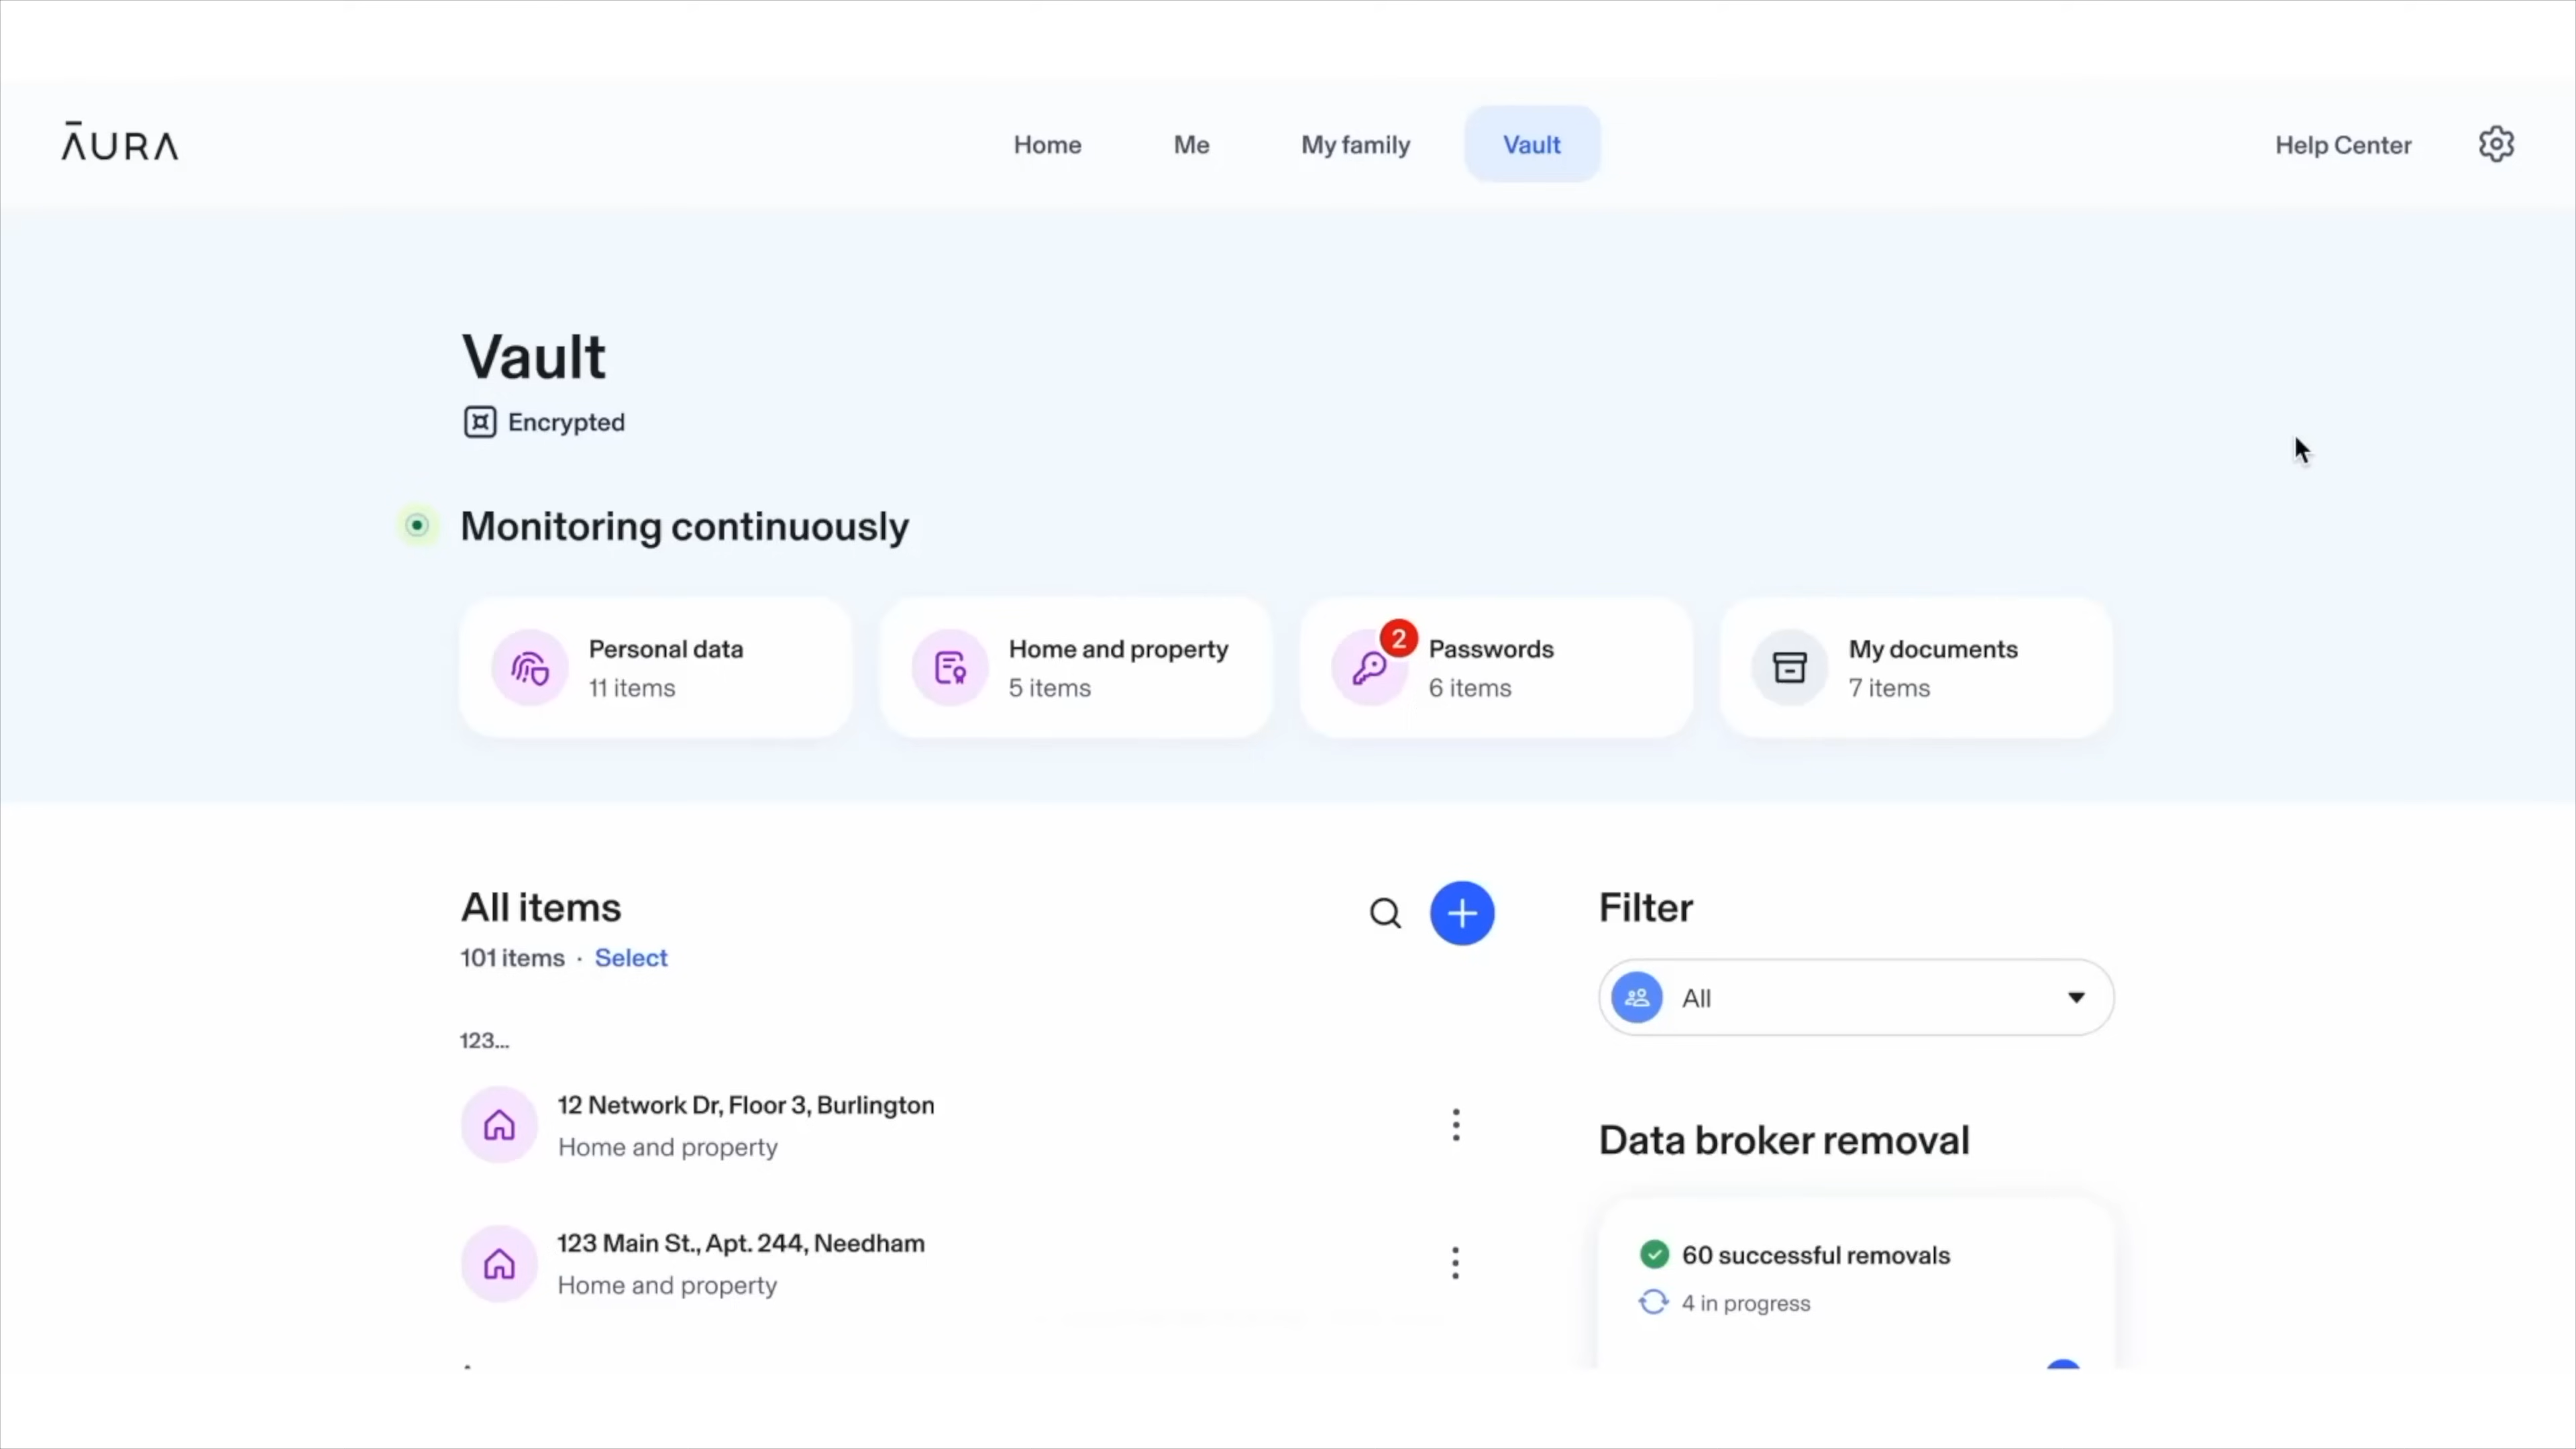 ĀURA
Home
Me
My family
Vault
Help Center
Vault
Encrypted
Monitoring continuously
Personal data
11 items
Home and property
5 items
2
Passwords
6 items
My documents
7 items
All items
101 items · Select
123...
12 Network Dr, Floor 3, Burlington
Home and property
123 Main St., Apt. 244, Needham
Home and property
Filter
All
Data broker removal
60 successful removals
4 in progress